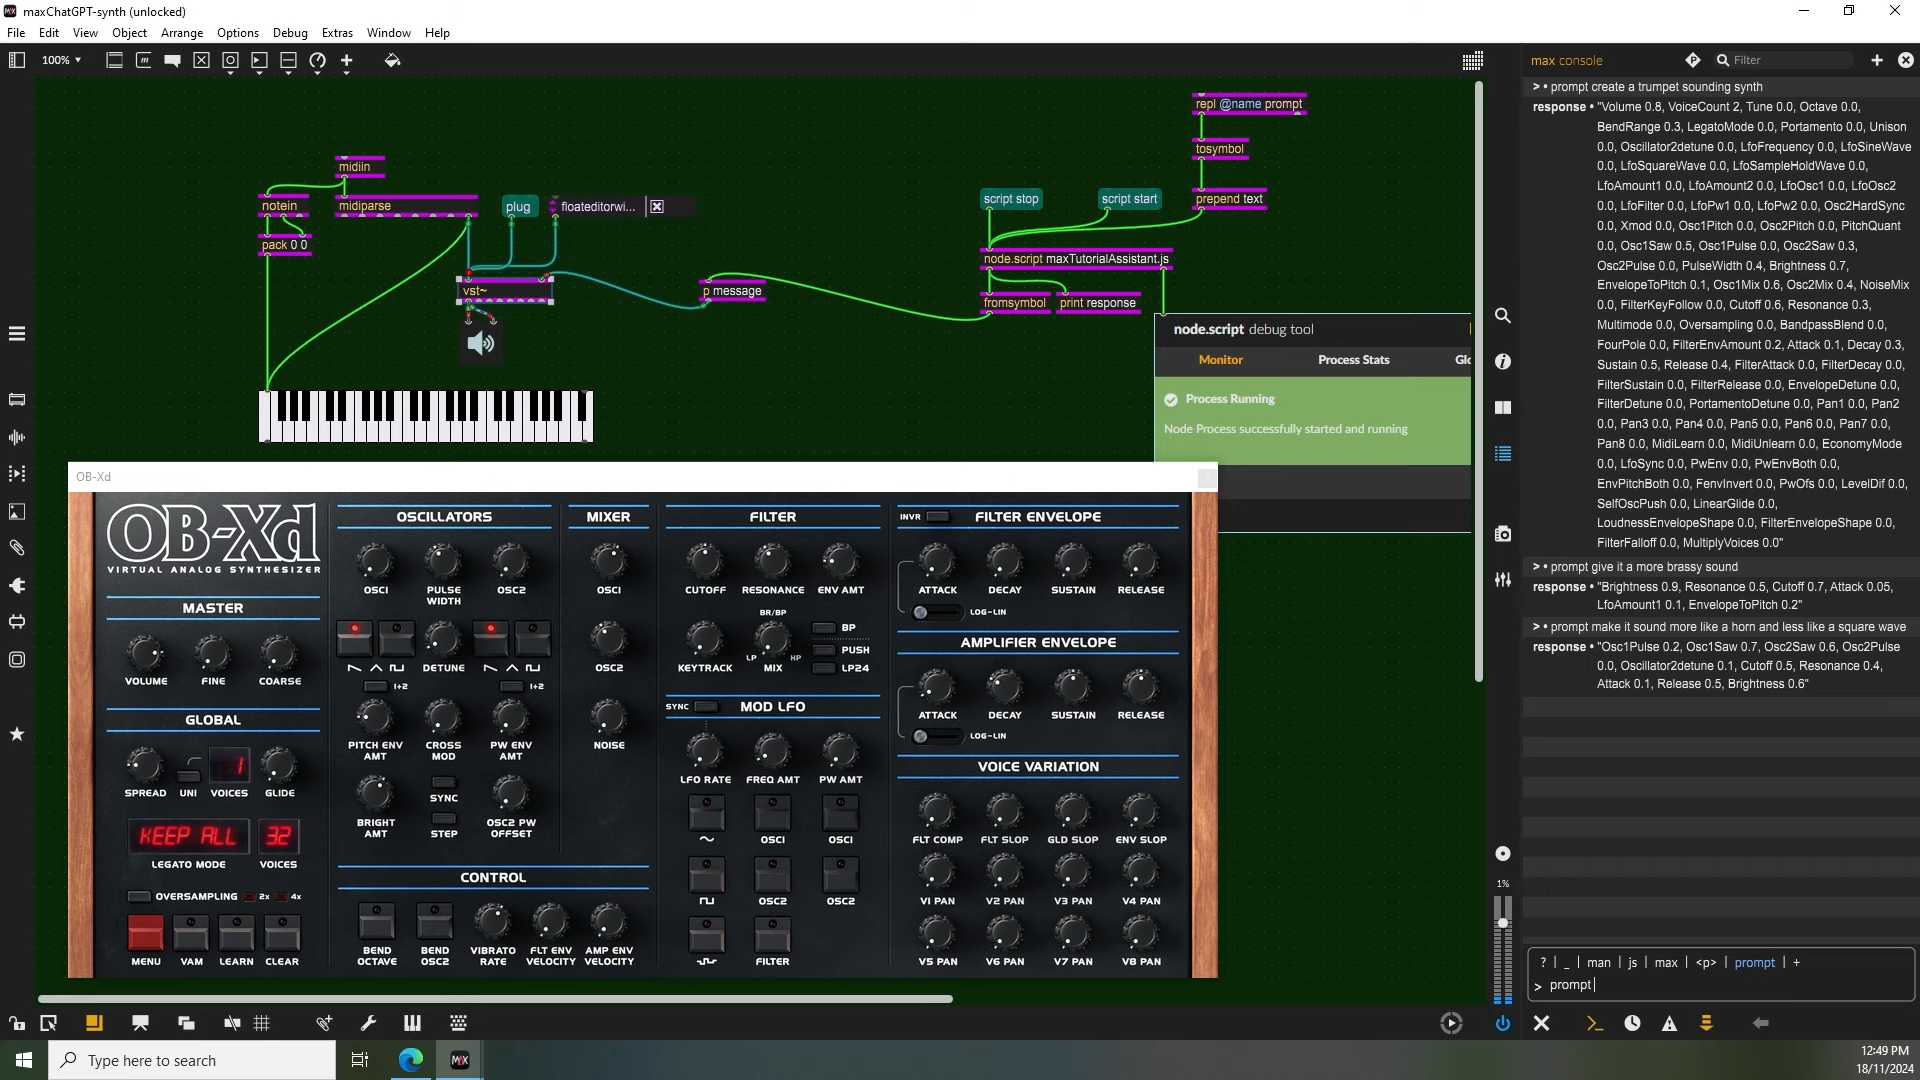 maxChatGPT-synth (unlocked)
File Edit View Object Arrange Options Debug Extras Window Help
100%
max console
Filter
repl @name prompt
tosymbol
prepend text
script stop
script start
midiin
notein
midiparse
plug
floateditorwi...
pack 0 0
node.script maxTutorialAssistant.js
vst~
p message
fromsymbol
print response
node.script debug tool
Monitor Process Stats Glo
Process Running
Node Process successfully started and running
> • prompt create a trumpet sounding synth
response • "Volume 0.8, VoiceCount 2, Tune 0.0, Octave 0.0,
BendRange 0.3, LegatoMode 0.0, Portamento 0.0, Unison
0.0, Oscillator2detune 0.0, LfoFrequency 0.0, LfoSineWave
0.0, LfoSquareWave 0.0, LfoSampleHoldWave 0.0,
LfoAmount1 0.0, LfoAmount2 0.0, LfoOsc1 0.0, LfoOsc2
0.0, LfoFilter 0.0, LfoPw1 0.0, LfoPw2 0.0, Osc2HardSync
0.0, Xmod 0.0, Osc1Pitch 0.0, Osc2Pitch 0.0, PitchQuant
0.0, Osc1Saw 0.5, Osc1Pulse 0.0, Osc2Saw 0.3,
Osc2Pulse 0.0, PulseWidth 0.4, Brightness 0.7,
EnvelopeToPitch 0.1, Osc1Mix 0.6, Osc2Mix 0.4, NoiseMix
0.0, FilterKeyFollow 0.0, Cutoff 0.6, Resonance 0.3,
Multimode 0.0, Oversampling 0.0, BandpassBlend 0.0,
FourPole 0.0, FilterEnvAmount 0.2, Attack 0.1, Decay 0.3,
Sustain 0.5, Release 0.4, FilterAttack 0.0, FilterDecay 0.0,
FilterSustain 0.0, FilterRelease 0.0, EnvelopeDetune 0.0,
FilterDetune 0.0, PortamentoDetune 0.0, Pan1 0.0, Pan2
0.0, Pan3 0.0, Pan4 0.0, Pan5 0.0, Pan6 0.0, Pan7 0.0,
Pan8 0.0, MidiLearn 0.0, MidiUnlearn 0.0, EconomyMode
0.0, LfoSync 0.0, PwEnv 0.0, PwEnvBoth 0.0,
EnvPitchBoth 0.0, FenvInvert 0.0, PwOfs 0.0, LevelDif 0.0,
SelfOscPush 0.0, LinearGlide 0.0,
LoudnessEnvelopeShape 0.0, FilterEnvelopeShape 0.0,
FilterFalloff 0.0, MultiplyVoices 0.0"
> • prompt give it a more brassy sound
response • "Brightness 0.9, Resonance 0.5, Cutoff 0.7, Attack 0.05,
LfoAmount1 0.1, EnvelopeToPitch 0.2"
> • prompt make it sound more like a horn and less like a square wave
response • "Osc1Pulse 0.2, Osc1Saw 0.7, Osc2Saw 0.6, Osc2Pulse
0.0, Oscillator2detune 0.1, Cutoff 0.5, Resonance 0.4,
Attack 0.1, Release 0.5, Brightness 0.6"
? | _ | man | js | max | <p> | prompt | +
> prompt
1%
OB-Xd
OB-Xd
VIRTUAL ANALOG SYNTHESIZER
MASTER
VOLUME FINE COARSE
GLOBAL
SPREAD UNI VOICES GLIDE
1
KEEP ALL 32
LEGATO MODE VOICES
OVERSAMPLING 2x 4x
MENU VAM LEARN CLEAR
OSCILLATORS
OSC1 PULSE WIDTH OSC2
DETUNE
1+2 1+2
PITCH ENV AMT CROSS MOD PW ENV AMT
SYNC
BRIGHT AMT STEP OSC2 PW OFFSET
CONTROL
BEND OCTAVE BEND OSC2 VIBRATO RATE FLT ENV VELOCITY AMP ENV VELOCITY
MIXER
OSC1
OSC2
NOISE
FILTER
CUTOFF RESONANCE ENV AMT
BR/BP
BP
PUSH
LP HP
KEYTRACK MIX LP24
SYNC MOD LFO
LFO RATE FREQ AMT PW AMT
OSC1 OSC1
OSC2 OSC2
FILTER
INVR FILTER ENVELOPE
ATTACK DECAY SUSTAIN RELEASE
LOG-LIN
AMPLIFIER ENVELOPE
ATTACK DECAY SUSTAIN RELEASE
LOG-LIN
VOICE VARIATION
FLT COMP FLT SLOP GLD SLOP ENV SLOP
V1 PAN V2 PAN V3 PAN V4 PAN
V5 PAN V6 PAN V7 PAN V8 PAN
Type here to search
12:49 PM
18/11/2024